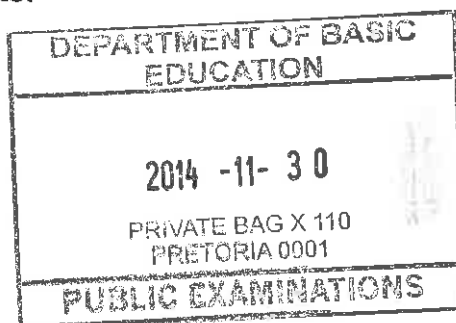 DEPARTMENT OF BASIC
EDUCATION
2014 -11- 30
PRIVATE BAG X 110
PRETORIA 0001
PUBLIC EXAMINATIONS